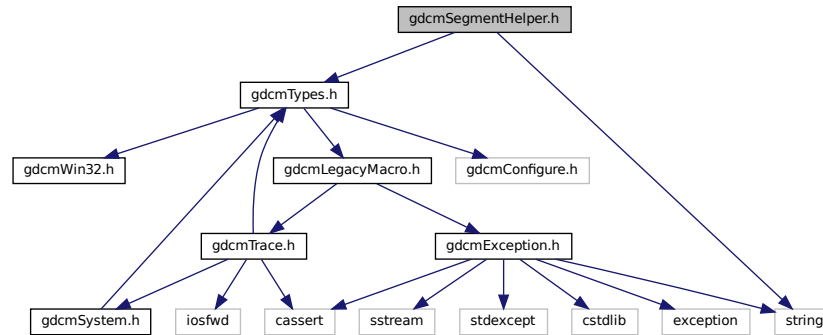 gdcmSegmentHelper.h
gdcmTypes.h
gdcmWin32.h
gdcmLegacyMacro.h
gdcmConfigure.h
gdcmTrace.h
gdcmException.h
gdcmSystem.h
iosfwd
cassert
sstream
stdexcept
cstdlib
exception
string